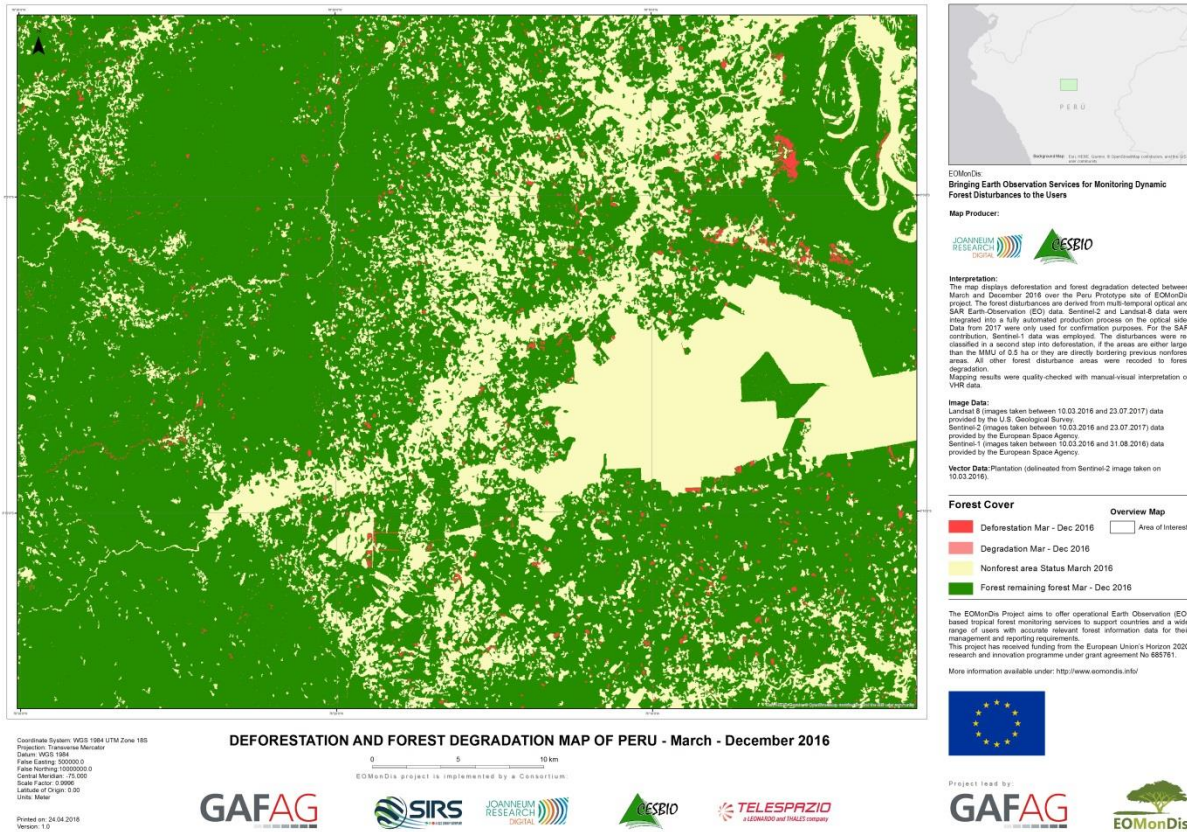 PERÚ
Background Map:
EOMonDis:
Bringing Earth Observation Services for Monitoring Dynamic
Forest Disturbances to the Users
Map Producer:
JOANNEUM
RESEARCH
DIGITAL
CESBIO
Interpretation:
The map displays deforestation and forest degradation detected between
March and December 2016 over the Peru Prototype site of EOMonDis
project. The forest disturbances are derived from multi-temporal optical and
SAR Earth-Observation (EO) data. Sentinel-2 and Landsat-8 data were
integrated into a fully automated production process on the optical side.
Data from 2017 were only used for confirmation purposes. For the SAR
contribution, Sentinel-1 data was employed. The disturbances were re-
classified in a second step into deforestation, if the areas are either larger
than the MMU of 0.5 ha or they are directly bordering previous nonforest
areas. All other forest disturbance areas were recoded to forest
degradation.
Mapping results were quality-checked with manual-visual interpretation of
VHR data.
Image Data:
Landsat 8 (images taken between 10.03.2016 and 23.07.2017) data
provided by the U.S. Geological Survey.
Sentinel-2 (images taken between 10.03.2016 and 23.07.2017) data
provided by the European Space Agency.
Sentinel-1 (images taken between 10.03.2016 and 31.08.2016) data
provided by the European Space Agency.
Vector Data:Plantation (delineated from Sentinel-2 image taken on
10.03.2016).
Forest Cover
Overview Map
Deforestation Mar - Dec 2016
Area of Interest
Degradation Mar - Dec 2016
Nonforest area Status March 2016
Forest remaining forest Mar - Dec 2016
The EOMonDis Project aims to offer operational Earth Observation (EO)
based tropical forest monitoring services to support countries and a wide
range of users with accurate relevant forest information data for their
management and reporting requirements.
This project has received funding from the European Union's Horizon 2020
research and innovation programme under grant agreement No 685761.
More information available under: http://www.eomondis.info/
Project lead by:
GAFAG
EOMonDis
Coordinate System: WGS 1984 UTM Zone 18S
Projection: Transverse Mercator
Datum: WGS 1984
False Easting: 500000.0
False Northing:10000000.0
Central Meridian: -75.000
Scale Factor: 0.9996
Latitude of Origin: 0.00
Units: Meter
Printed on: 24.04.2018
Version: 1.0
DEFORESTATION AND FOREST DEGRADATION MAP OF PERU - March - December 2016
0 5 10 km
EOMonDis project is implemented by a Consortium:
GAFAG
SIRS
JOANNEUM
RESEARCH
DIGITAL
CESBIO
TELESPAZIO
a LEONARDO and THALES company